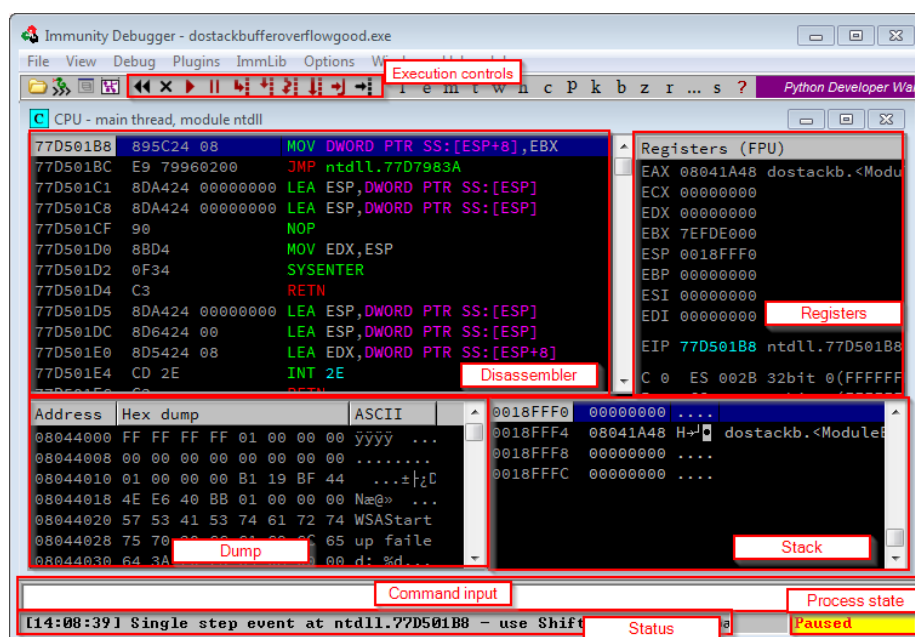 Immunity Debugger - dostackbufferoverflowgood.exe
File View Debug Plugins ImmLib Options
Execution controls
l e m t w h c P k b z r ... s ? Python Developer Wa
C CPU - main thread, module ntdll
77D501B8 895C24 08 MOV DWORD PTR SS:[ESP+8],EBX
77D501BC E9 79960200 JMP ntdll.77D7983A
77D501C1 8DA424 00000000 LEA ESP,DWORD PTR SS:[ESP]
77D501C8 8DA424 00000000 LEA ESP,DWORD PTR SS:[ESP]
77D501CF 90 NOP
77D501D0 8BD4 MOV EDX,ESP
77D501D2 0F34 SYSENTER
77D501D4 C3 RETN
77D501D5 8DA424 00000000 LEA ESP,DWORD PTR SS:[ESP]
77D501DC 8D6424 00 LEA ESP,DWORD PTR SS:[ESP]
77D501E0 8D5424 08 LEA EDX,DWORD PTR SS:[ESP+8]
77D501E4 CD 2E INT 2E
Disassembler
Registers (FPU)
EAX 08041A48 dostackb.<Modu
ECX 00000000
EDX 00000000
EBX 7EFDE000
ESP 0018FFF0
EBP 00000000
ESI 00000000
EDI 00000000
Registers
EIP 77D501B8 ntdll.77D501B8
C 0 ES 002B 32bit 0(FFFFFF
Address Hex dump ASCII
08044000 FF FF FF FF 01 00 00 00 ÿÿÿÿ ...
08044008 00 00 00 00 00 00 00 00 ........
08044010 01 00 00 00 B1 19 BF 44 ...±├¿D
08044018 4E E6 40 BB 01 00 00 00 Næ@» ...
08044020 57 53 41 53 74 61 72 74 WSAStart
08044028 75 70 65 up faile
08044030 64 3A 00 d: %d...
Dump
0018FFF0 00000000 ....
0018FFF4 08041A48 H→ dostackb.<ModuleE
0018FFF8 00000000 ....
0018FFFC 00000000 ....
Stack
Command input
Process state
[14:08:39] Single step event at ntdll.77D501B8 - use Shift
Status
Paused